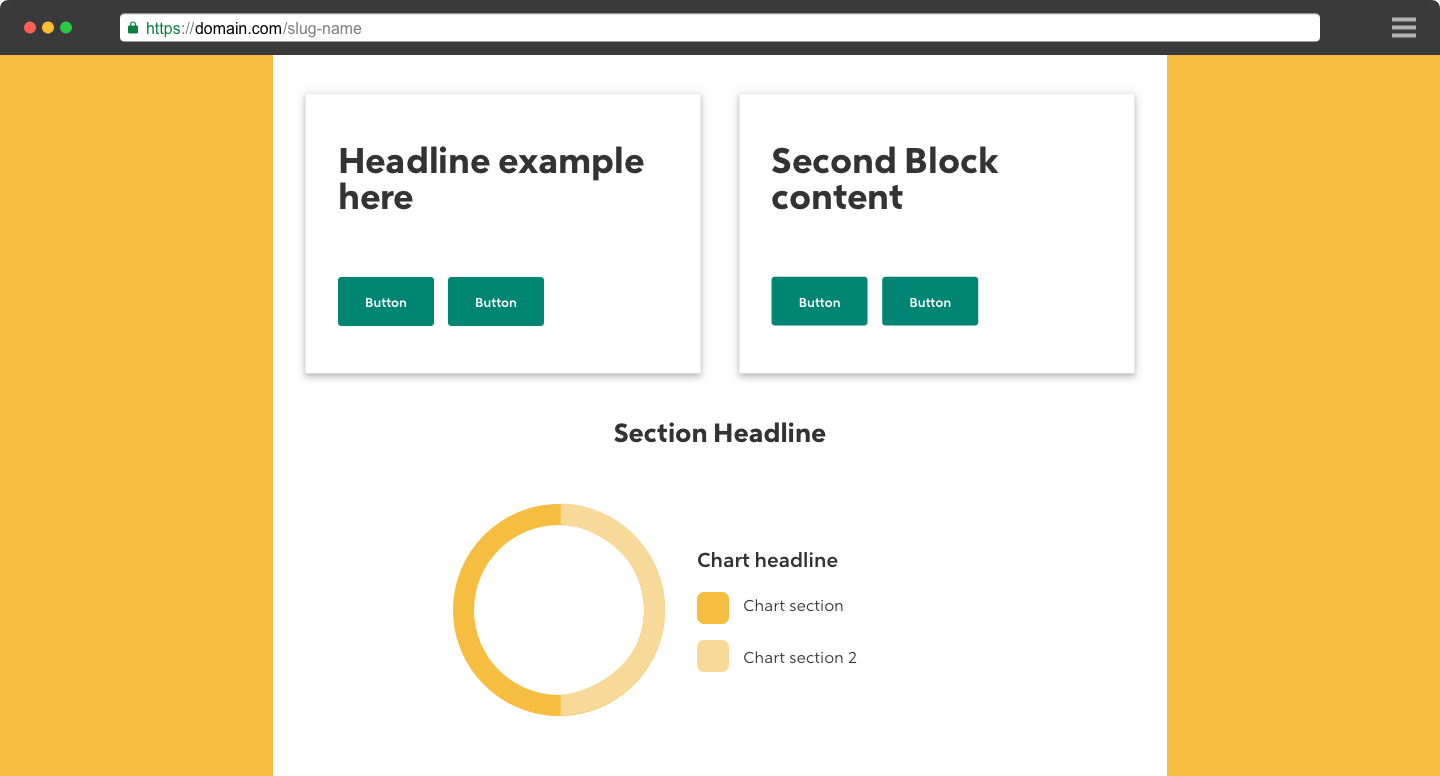 https://domain.com/slug-name
Headline example
here
Button Button
Second Block
content
Button Button
Section Headline
Chart headline
Chart section
Chart section 2